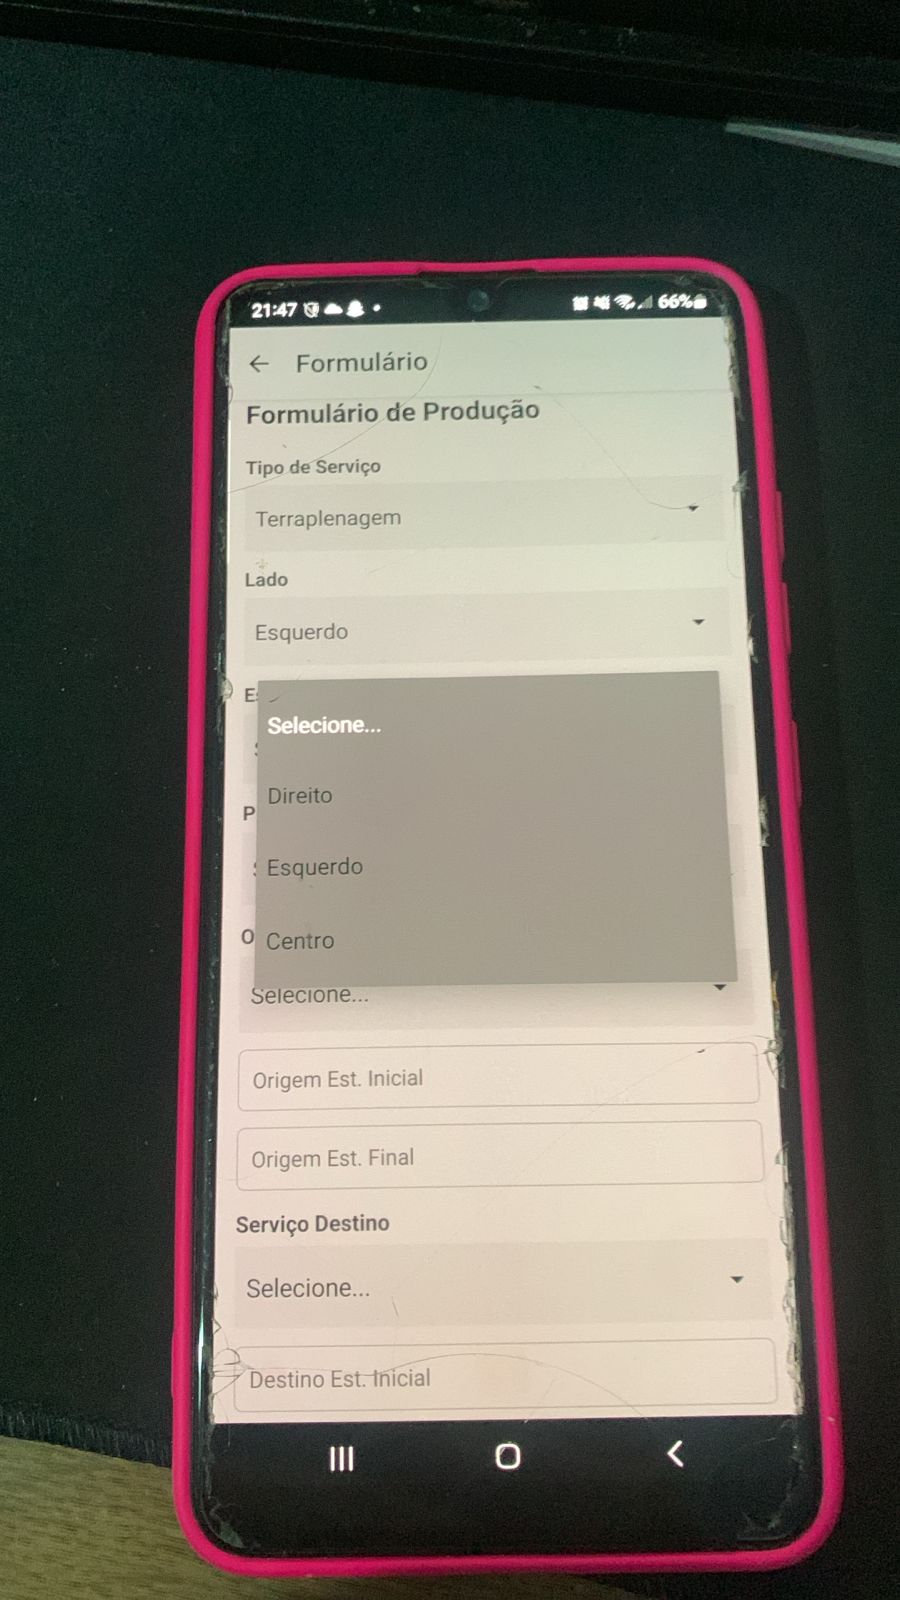 21:47
66%
Formulário
Formulário de Produção
Tipo de Serviço
Terraplenagem
Lado
Esquerdo
Selecione...
Direito
P
Esquerdo
O
Centro
Selecione...
Origem Est. Inicial
Origem Est. Final
Serviço Destino
Selecione...
Destino Est. Inicial